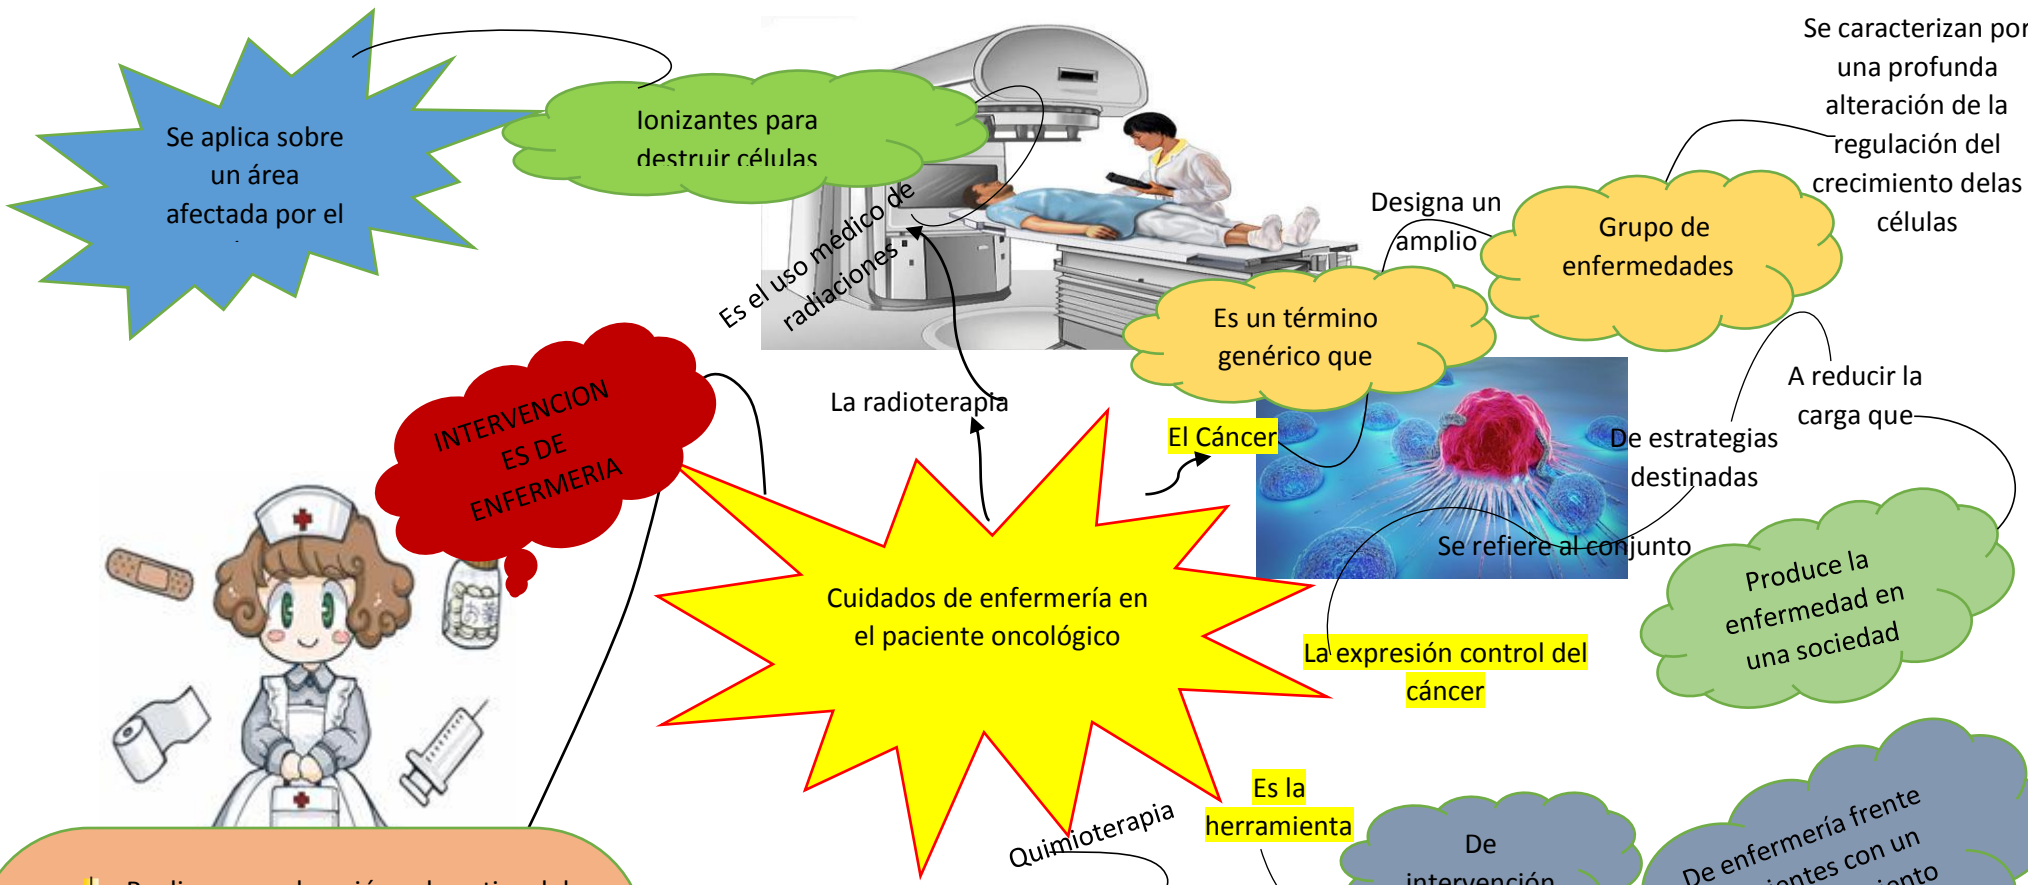 Se aplica sobre
un área
afectada por el
Ionizantes para
destruir células
Es el uso médico de
radiaciones
La radioterapia
Se caracterizan por
una profunda
alteración de la
regulación del
crecimiento delas
células
Designa un
amplio
Grupo de
enfermedades
Es un término
genérico que
El Cáncer
A reducir la
carga que
De estrategias
destinadas
Se refiere al conjunto
Produce la
enfermedad en
una sociedad
La expresión control del
cáncer
INTERVENCION
ES DE
ENFERMERIA
Cuidados de enfermería en
el paciente oncológico
Quimioterapia
Es la
herramienta
De
intervención
De enfermería frente
con un